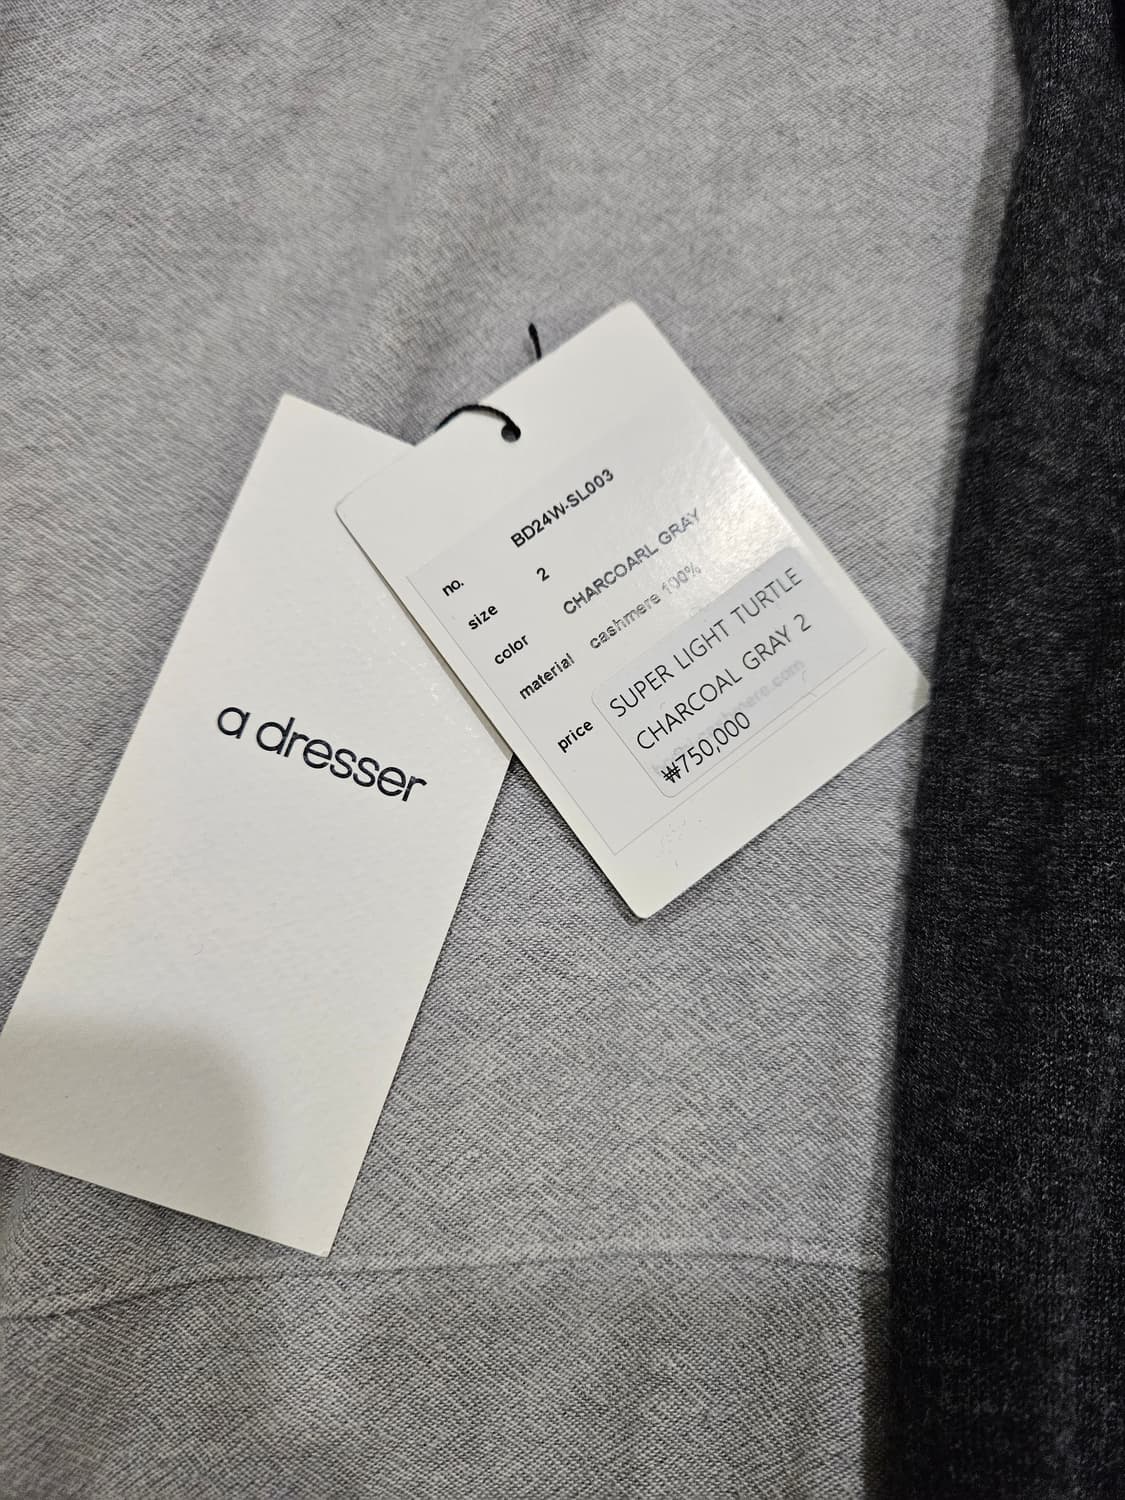 a dresser
no. BD24W-SL003
size 2
color CHARCOARL GRAY
material cashmere 100%
price
SUPER LIGHT TURTLE
CHARCOAL GRAY 2
₩750,000